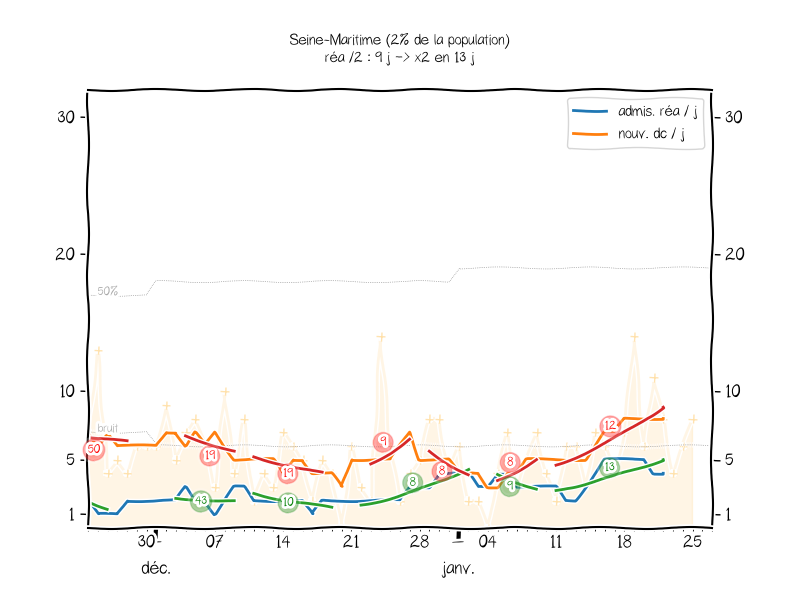 Seine-Maritime (2% de la population)
réa /2 : 9 j -> x2 en 13 j
admis. réa / j
nouv. dc / j
30 30
20 20
50%
10 10
bruit
5 5
1 1
50 19 19 9 8 8 12
43 10 8 9 13
30 07 14 21 28 04 11 18 25
déc. janv.